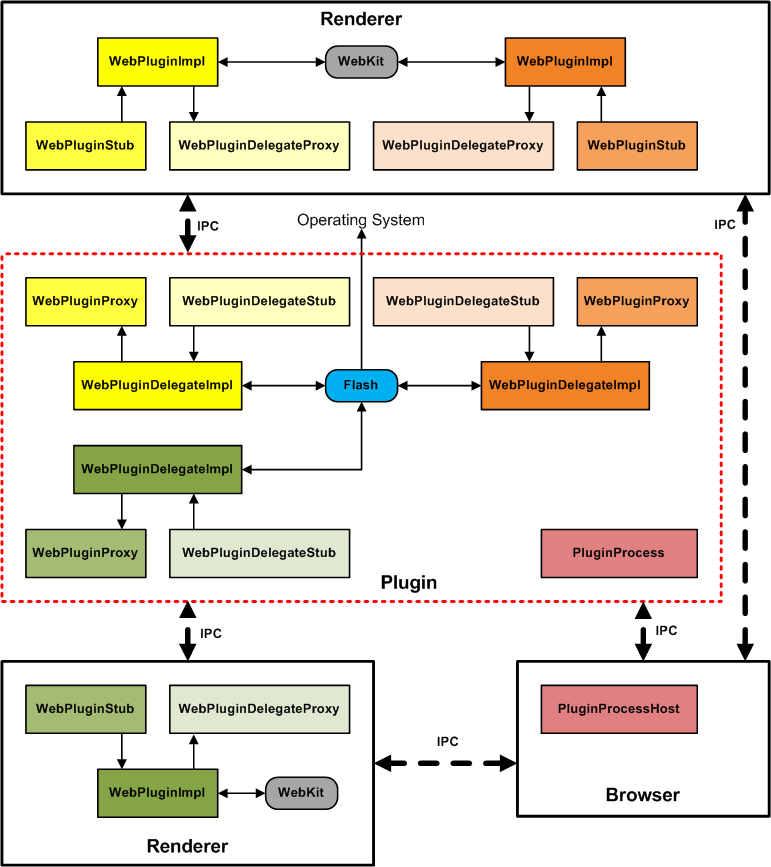 Renderer
WebPluginImpl
WebKit
WebPluginImpl
WebPluginStub
WebPluginDelegateProxy
WebPluginDelegateProxy
WebPluginStub
IPC
Operating System
IPC
WebPluginProxy
WebPluginDelegateStub
WebPluginDelegateStub
WebPluginProxy
WebPluginDelegateImpl
Flash
WebPluginDelegateImpl
WebPluginDelegateImpl
WebPluginProxy
WebPluginDelegateStub
PluginProcess
Plugin
IPC
IPC
WebPluginStub
WebPluginDelegateProxy
PluginProcessHost
IPC
WebPluginImpl
WebKit
Browser
Renderer